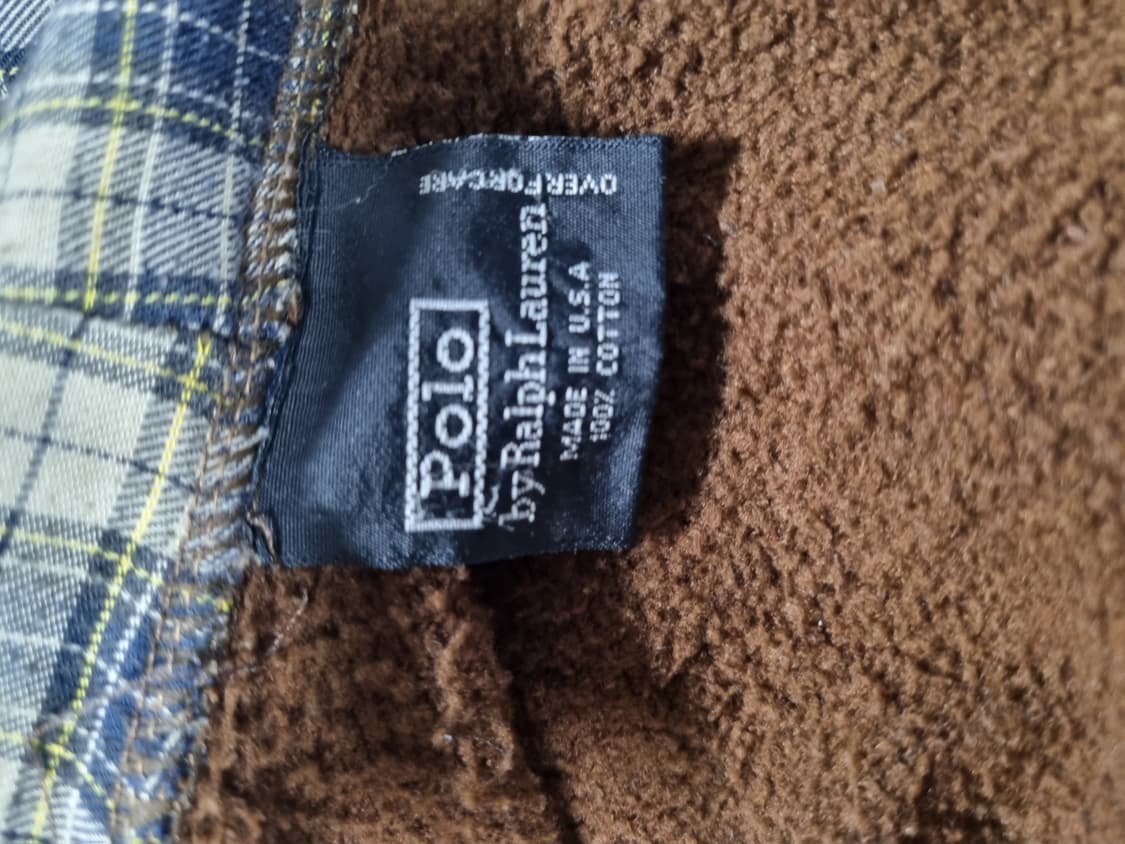 Polo
by Ralph Lauren
MADE IN U.S.A
100% COTTON
OVER FOR CARE